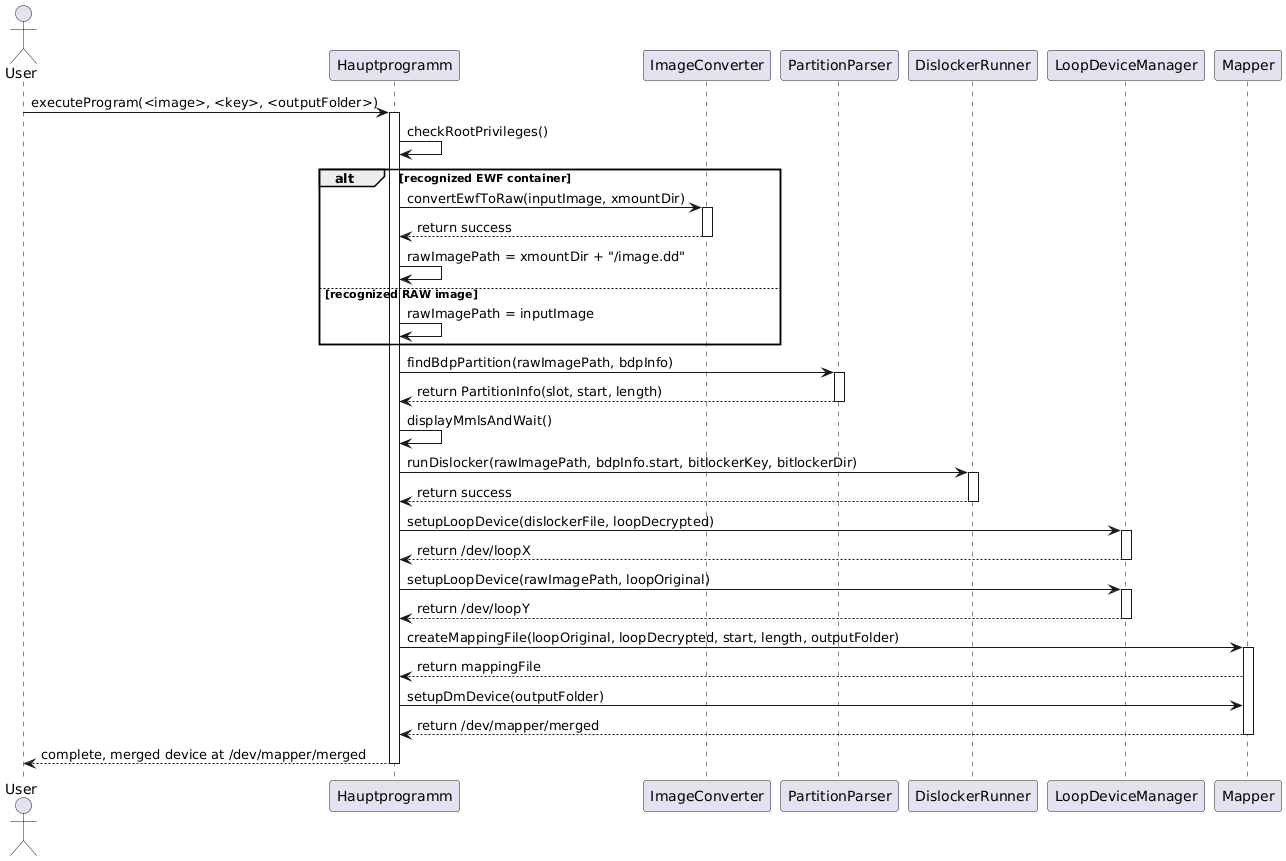 User
Hauptprogramm
ImageConverter
PartitionParser
DislockerRunner
LoopDeviceManager
Mapper
executeProgram(<image>, <key>, <outputFolder>)
checkRootPrivileges()
alt
[recognized EWF container]
convertEwfToRaw(inputImage, xmountDir)
return success
rawImagePath = xmountDir + "/image.dd"
[recognized RAW image]
rawImagePath = inputImage
findBdpPartition(rawImagePath, bdpInfo)
return PartitionInfo(slot, start, length)
displayMmlsAndWait()
runDislocker(rawImagePath, bdpInfo.start, bitlockerKey, bitlockerDir)
return success
setupLoopDevice(dislockerFile, loopDecrypted)
return /dev/loopX
setupLoopDevice(rawImagePath, loopOriginal)
return /dev/loopY
createMappingFile(loopOriginal, loopDecrypted, start, length, outputFolder)
return mappingFile
setupDmDevice(outputFolder)
return /dev/mapper/merged
complete, merged device at /dev/mapper/merged
User
Hauptprogramm
ImageConverter
PartitionParser
DislockerRunner
LoopDeviceManager
Mapper